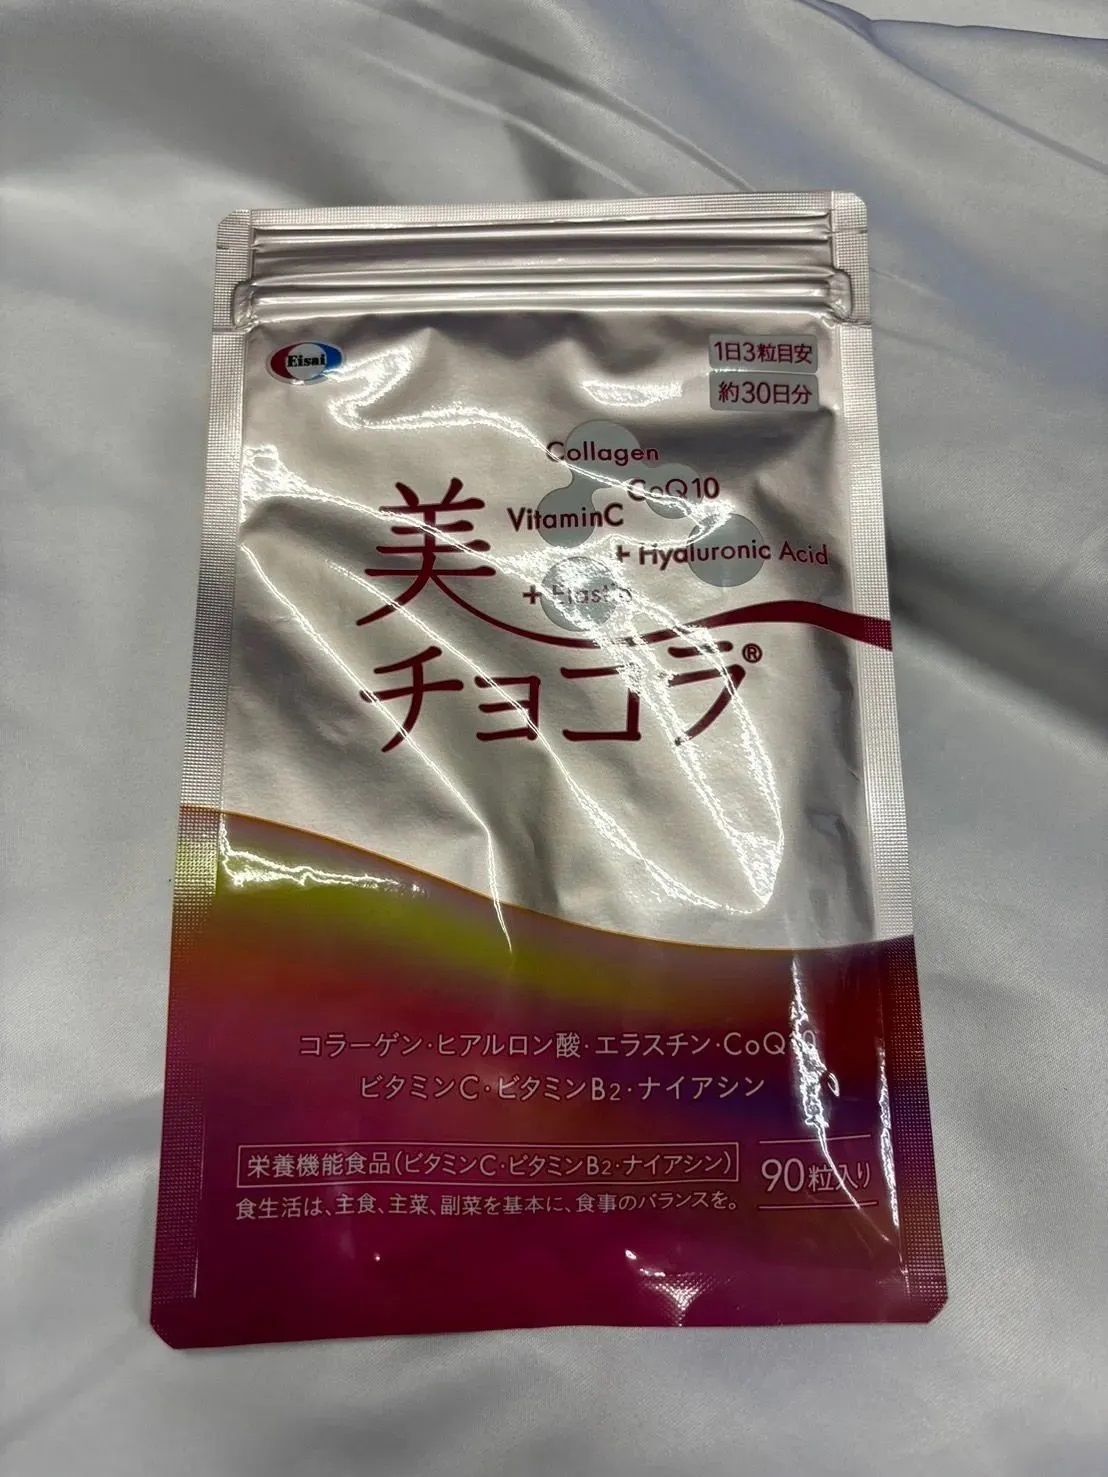 Eisai
1日3粒目安
約30日分
Collagen
CoQ10
VitaminC
+ Hyaluronic Acid
+ Elastin
美
チョコラ®
コラーゲン・ヒアルロン酸・エラスチン・CoQ10
ビタミンC・ビタミンB2・ナイアシン
栄養機能食品(ビタミンC・ビタミンB2・ナイアシン)
90粒入り
食生活は、主食、主菜、副菜を基本に、食事のバランスを。